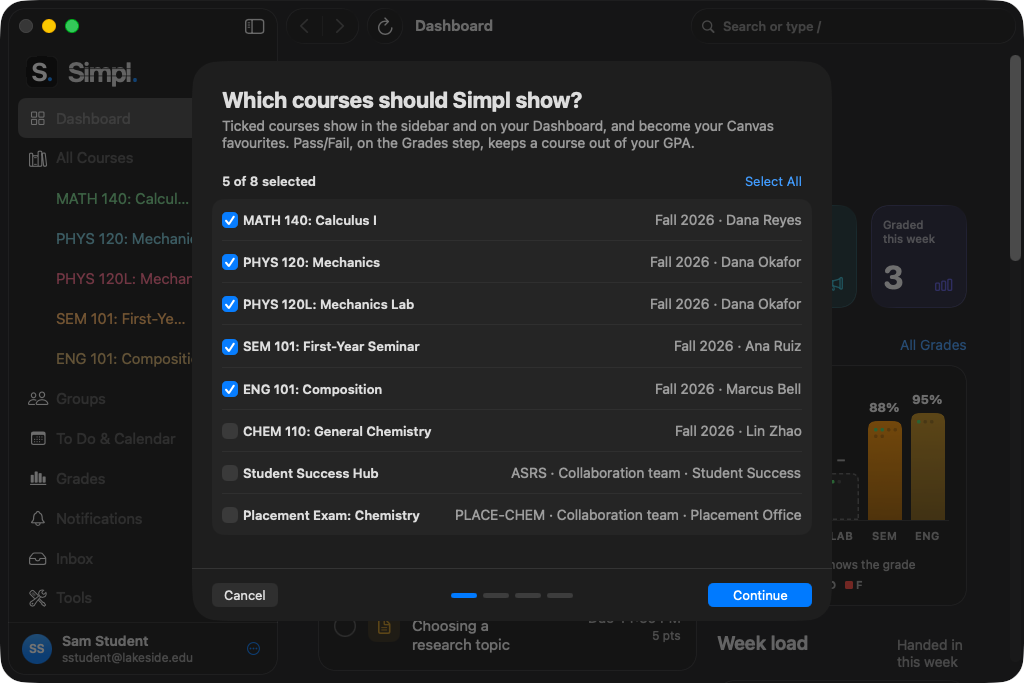 Dashboard
Search or type /
S.
Simpl.
Dashboard
All Courses
MATH 140: Calcul...
PHYS 120: Mechani
PHYS 120L: Mechan
SEM 101: First-Ye...
ENG 101: Compositi
Groups
To Do & Calendar
Grades
Notifications
Inbox
Tools
SS
Sam Student
sstudent@lakeside.edu
Which courses should Simpl show?
Ticked courses show in the sidebar and on your Dashboard, and become your Canvas
favourites. Pass/Fail, on the Grades step, keeps a course out of your GPA.
5 of 8 selected
Select All
MATH 140: Calculus I
Fall 2026 · Dana Reyes
PHYS 120: Mechanics
Fall 2026 · Dana Okafor
PHYS 120L: Mechanics Lab
Fall 2026 · Dana Okafor
SEM 101: First-Year Seminar
Fall 2026 · Ana Ruiz
ENG 101: Composition
Fall 2026 · Marcus Bell
CHEM 110: General Chemistry
Fall 2026 · Lin Zhao
Student Success Hub
ASRS · Collaboration team · Student Success
Placement Exam: Chemistry
PLACE-CHEM · Collaboration team · Placement Office
Cancel
Continue
Graded
this week
3
All Grades
–
88%
95%
LAB
SEM
ENG
hows the grade
D
F
Choosing a
research topic
5 pts
Week load
Handed in
this week